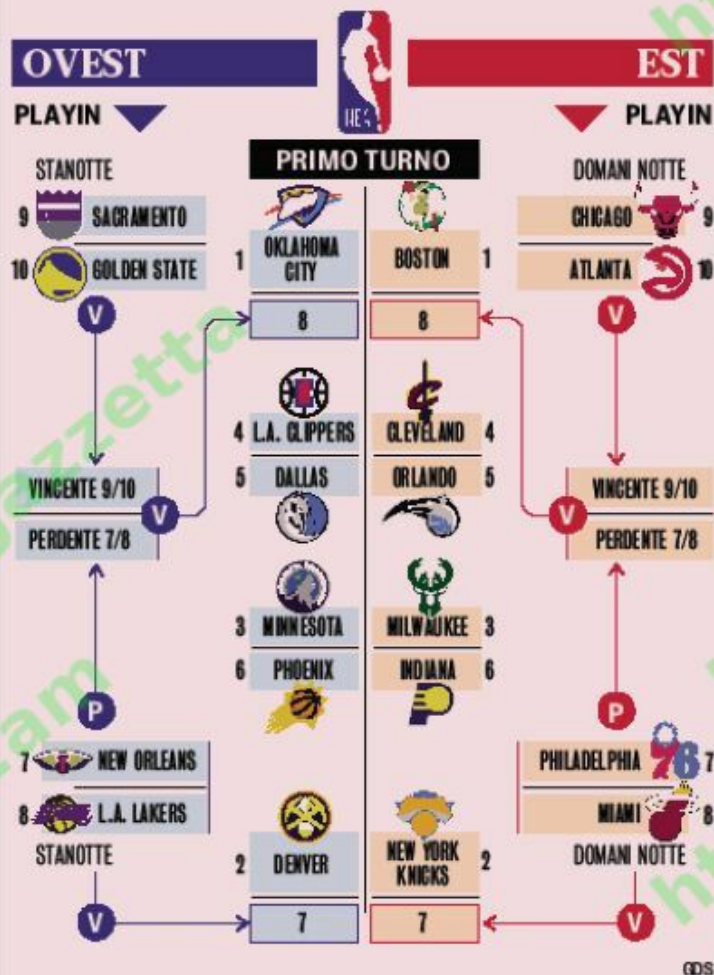 OVEST
EST
PLAYIN
PLAYIN
STANOTTE
PRIMO TURNO
DOMANI NOTTE
9 SACRAMENTO
10 GOLDEN STATE
V
1 OKLAHOMA
CITY
8
BOSTON 1
8
CHICAGO 9
ATLANTA 10
V
4 L.A. CLIPPERS
5 DALLAS
CLEVELAND 4
ORLANDO 5
VINCENTE 9/10
V
PERDENTE 7/8
VINCENTE 9/10
V
PERDENTE 7/8
3 MINNESOTA
6 PHOENIX
MILWAUKEE 3
INDIANA 6
P
P
7 NEW ORLEANS
8 L.A. LAKERS
STANOTTE
V
2 DENVER
7
NEW YORK
KNICKS 2
7
PHILADELPHIA 76 7
MIAMI 8
DOMANI NOTTE
V
GDS